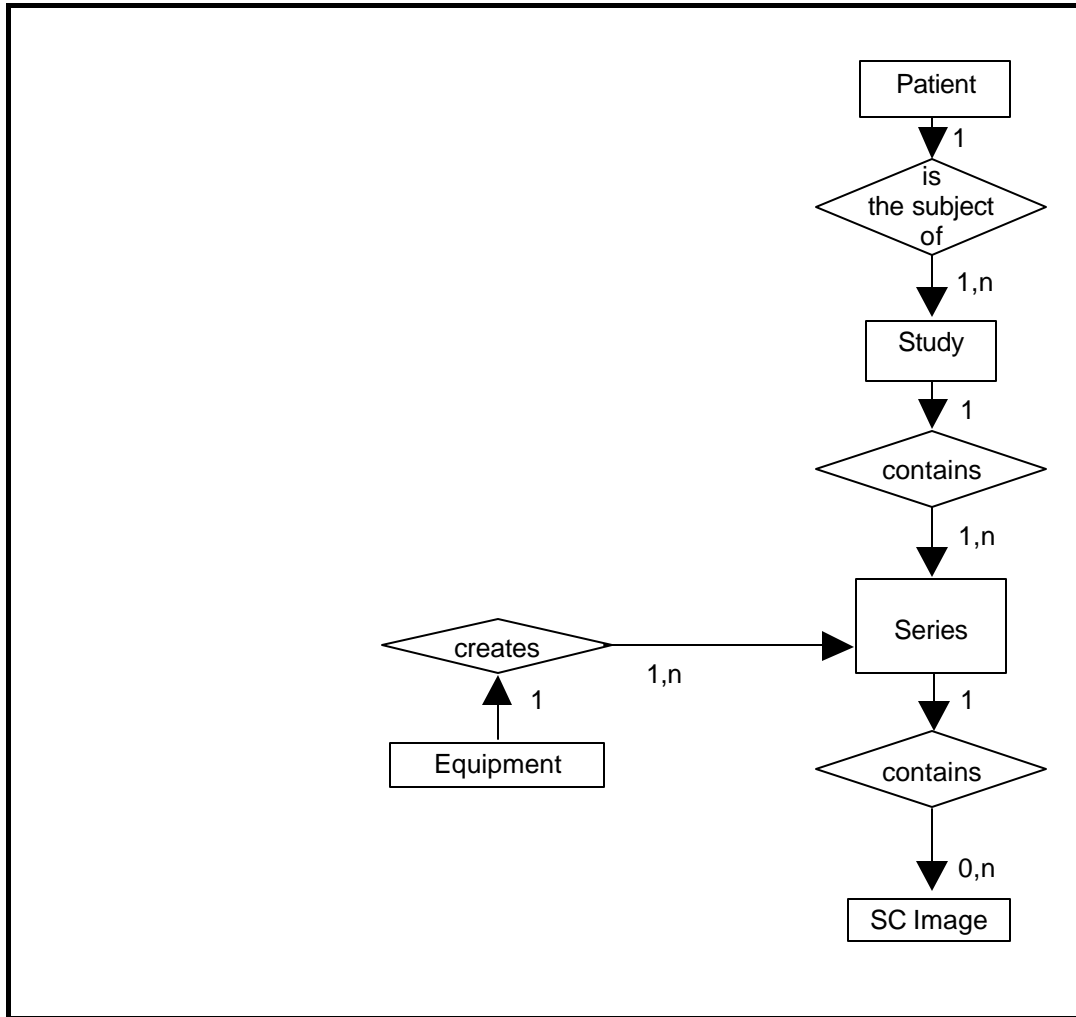 Patient
1
is
the subject
of
1,n
Study
1
contains
1,n
Series
creates
1,n
1
1
Equipment
contains
0,n
SC Image